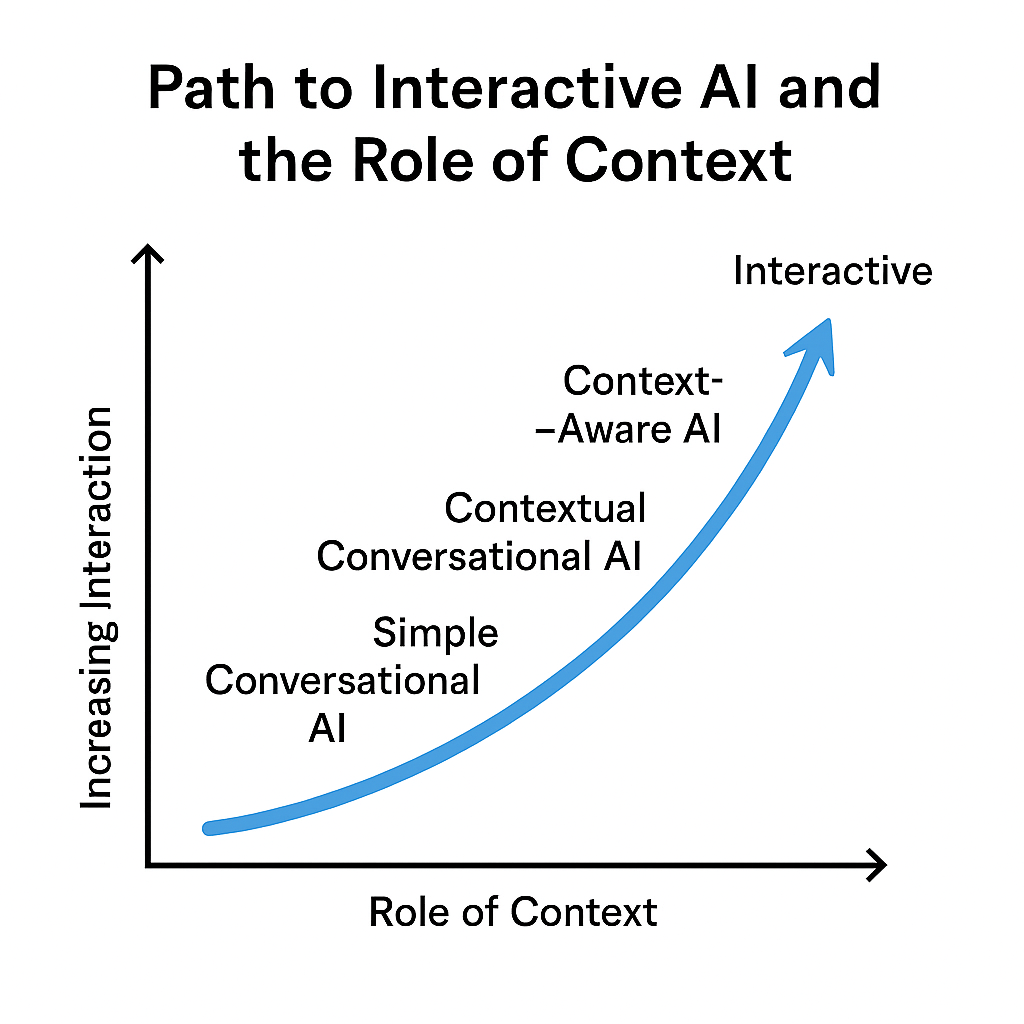 Path to Interactive AI and
the Role of Context
Interactive
Context-
–Aware AI
Contextual
Conversational AI
Simple
Conversational
AI
Increasing Interaction
Role of Context